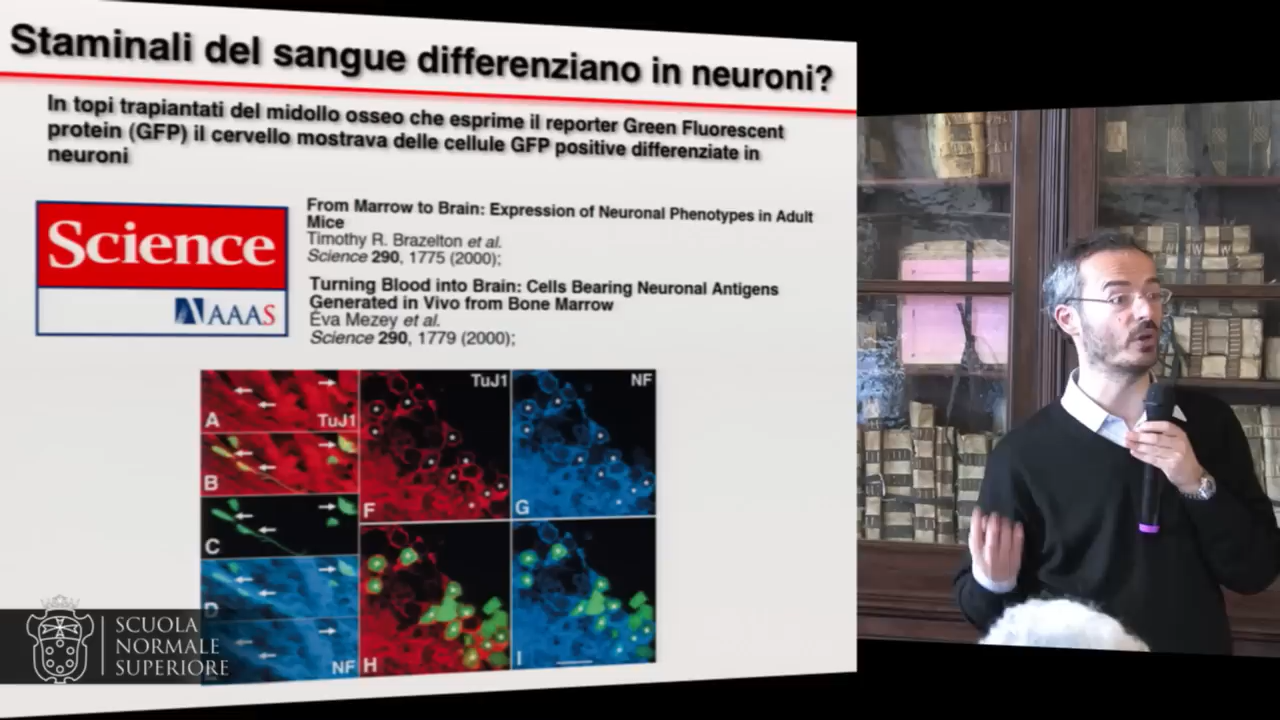 Staminali del sangue differenziano in neuroni?
In topi trapiantati del midollo osseo che esprime il reporter Green Fluorescent
protein (GFP) il cervello mostrava delle cellule GFP positive differenziate in
neuroni
Science
AAAS
From Marrow to Brain: Expression of Neuronal Phenotypes in Adult
Mice
Timothy R. Brazelton et al.
Science 290, 1775 (2000);
Turning Blood into Brain: Cells Bearing Neuronal Antigens
Generated in Vivo from Bone Marrow
Éva Mezey et al.
Science 290, 1779 (2000);
A
TuJ1
B
C
D
NF
TuJ1
F
NF
G
H
I
SCUOLA
NORMALE
SUPERIORE